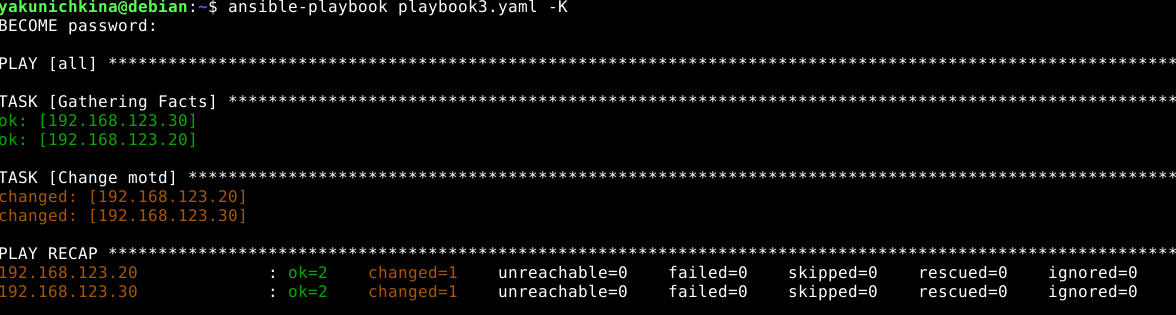 yakunichkina@debian:~$ ansible-playbook playbook3.yaml -K
BECOME password:
PLAY [all] ***********************************************************************************************************
TASK [Gathering Facts] ***********************************************************************************************
ok: [192.168.123.30]
ok: [192.168.123.20]
TASK [Change motd] ***************************************************************************************************
changed: [192.168.123.20]
changed: [192.168.123.30]
PLAY RECAP ***********************************************************************************************************
192.168.123.20             : ok=2    changed=1    unreachable=0    failed=0    skipped=0    rescued=0    ignored=0
192.168.123.30             : ok=2    changed=1    unreachable=0    failed=0    skipped=0    rescued=0    ignored=0